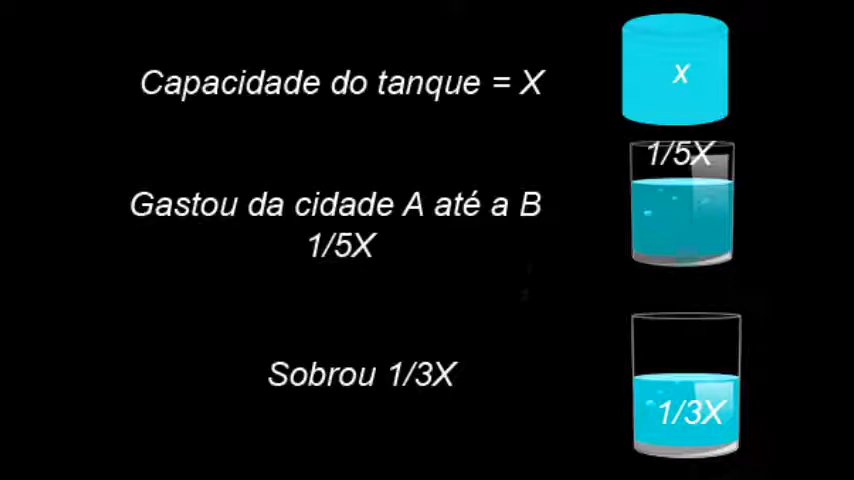 Capacidade do tanque = X
x
1/5X
Gastou da cidade A até a B
1/5X
Sobrou 1/3X
1/3X